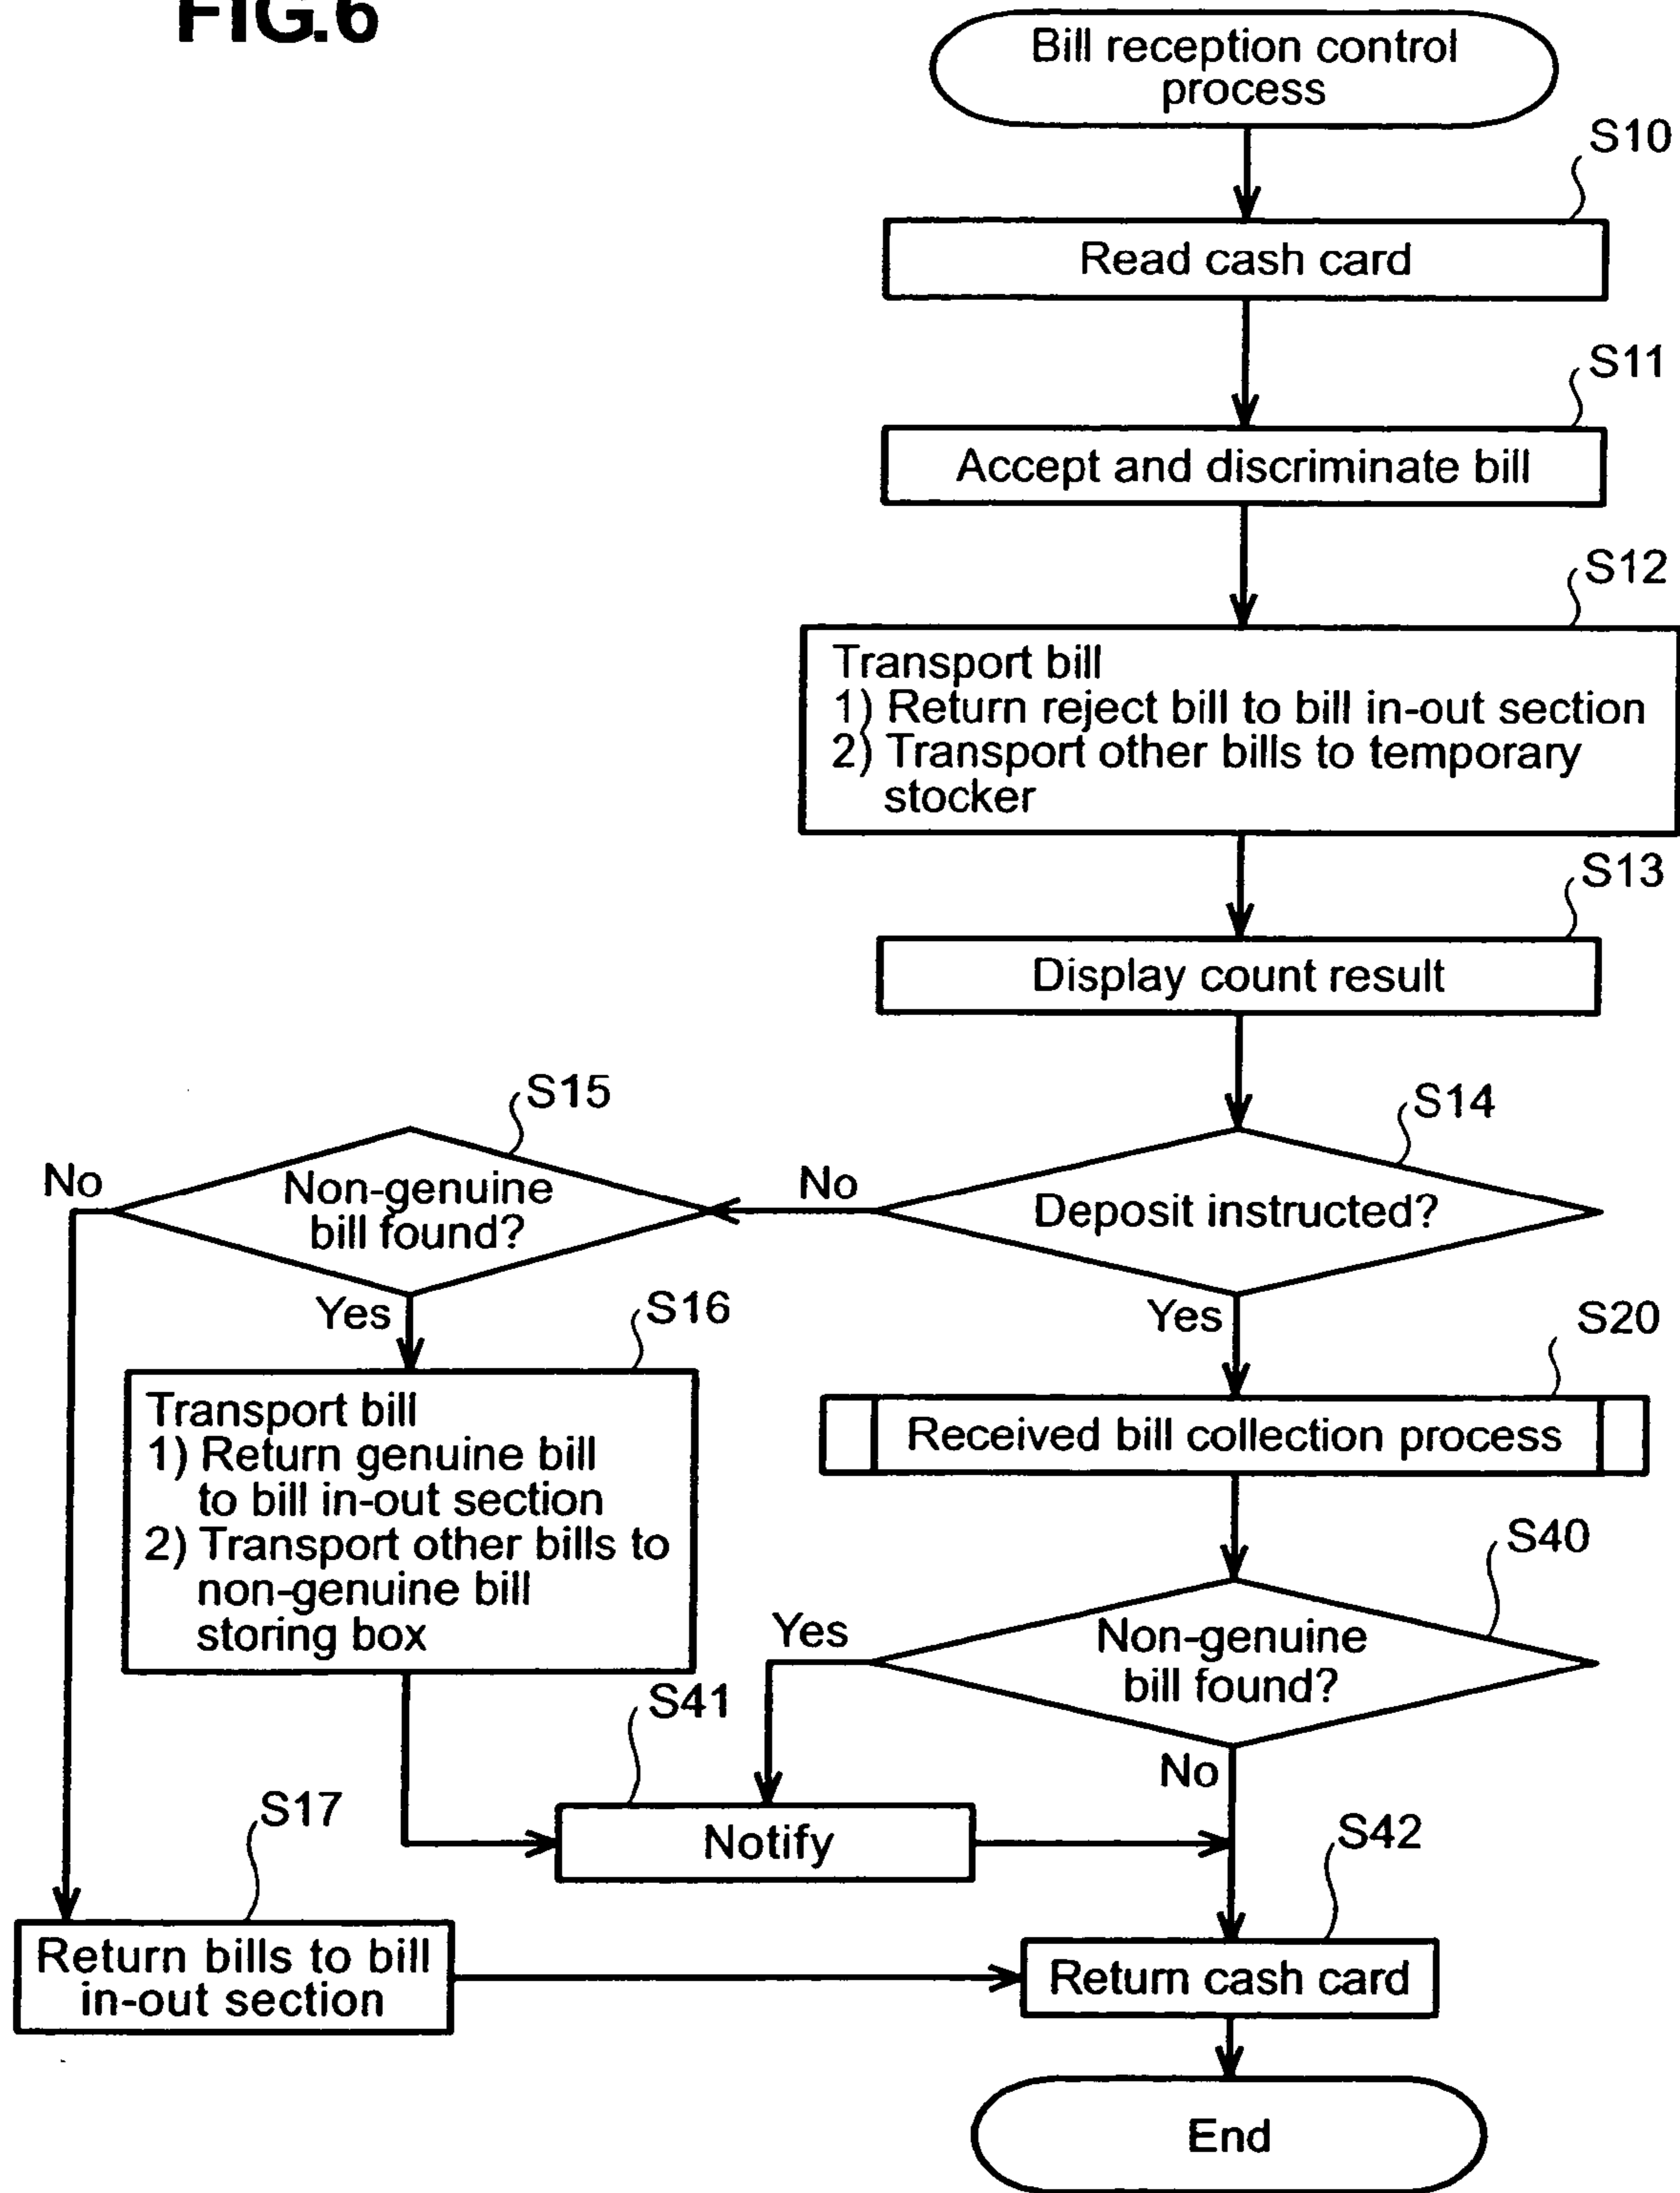 FIG.6
Bill reception control
process
S10
Read cash card
S11
Accept and discriminate bill
S12
Transport bill
1) Return reject bill to bill in-out section
2) Transport other bills to temporary
stocker
S13
Display count result
S14
Deposit instructed?
No
Yes
S15
Non-genuine
bill found?
No
Yes
S16
Transport bill
1) Return genuine bill
to bill in-out section
2) Transport other bills to
non-genuine bill
storing box
S20
Received bill collection process
S40
Non-genuine
bill found?
Yes
No
S41
Notify
S17
Return bills to bill
in-out section
S42
Return cash card
End